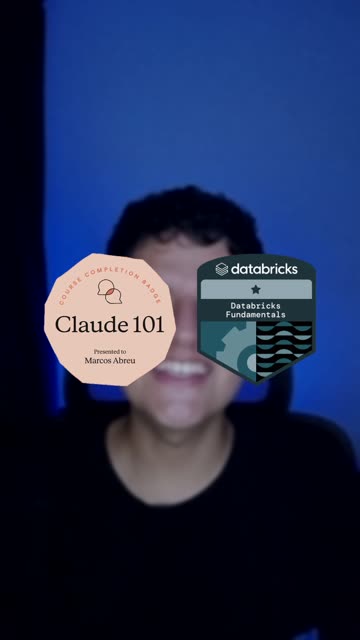 COURSE COMPLETION BADGE
Claude 101
Presented to
Marcos Abreu
databricks
Databricks
Fundamentals